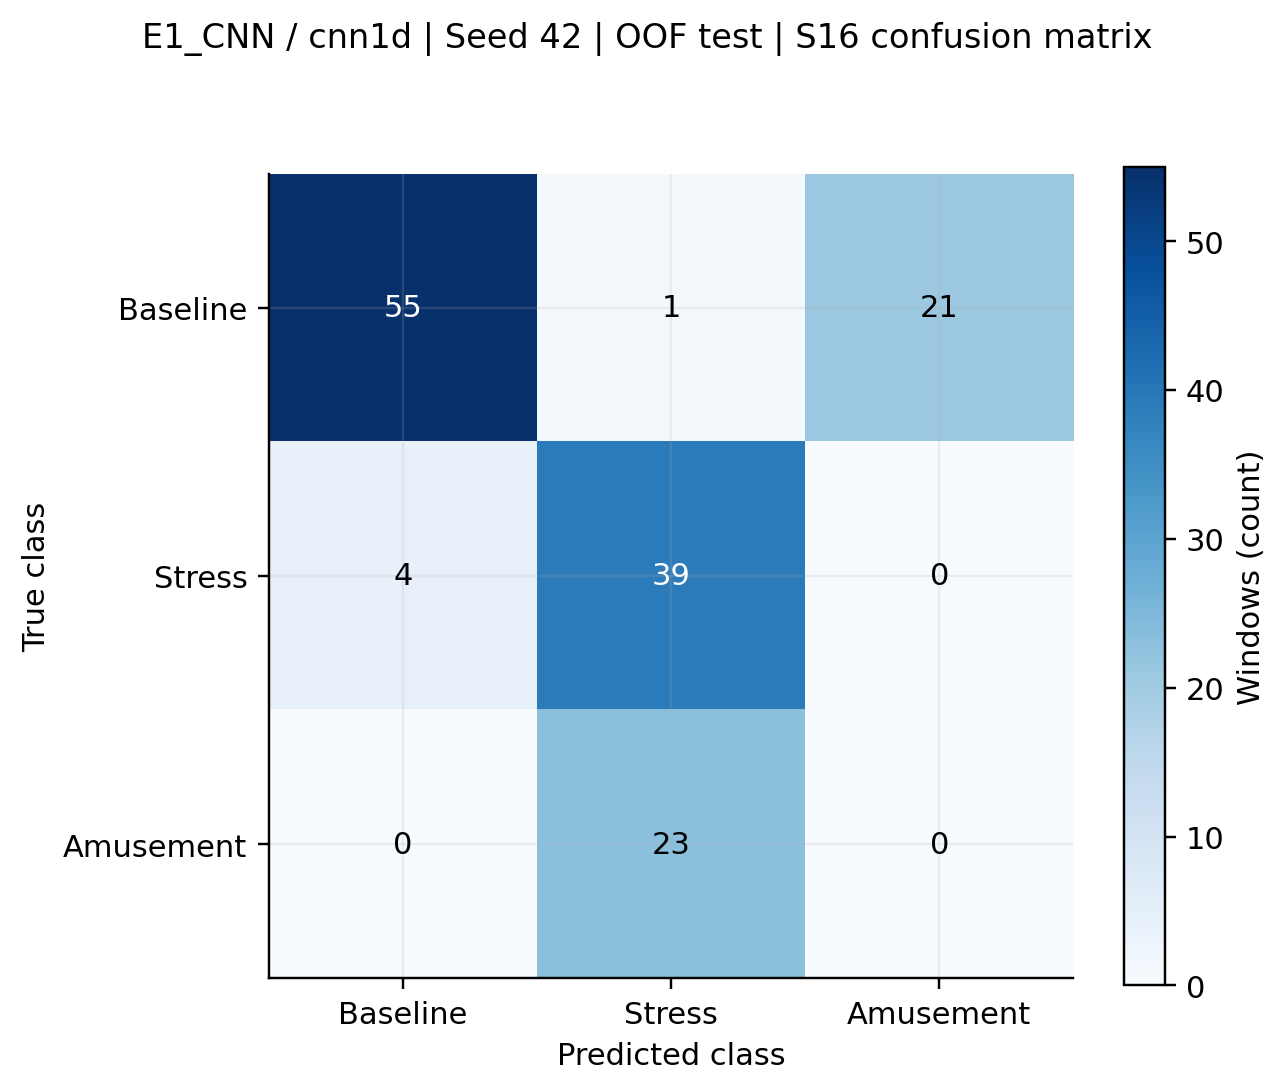 E1_CNN / cnn1d | Seed 42 | OOF test | S16 confusion matrix
Baseline
55
1
21
50
40
30
20
10
0
Windows (count)
True class
Stress
4
39
0
Amusement
0
23
0
Baseline
Stress
Amusement
Predicted class